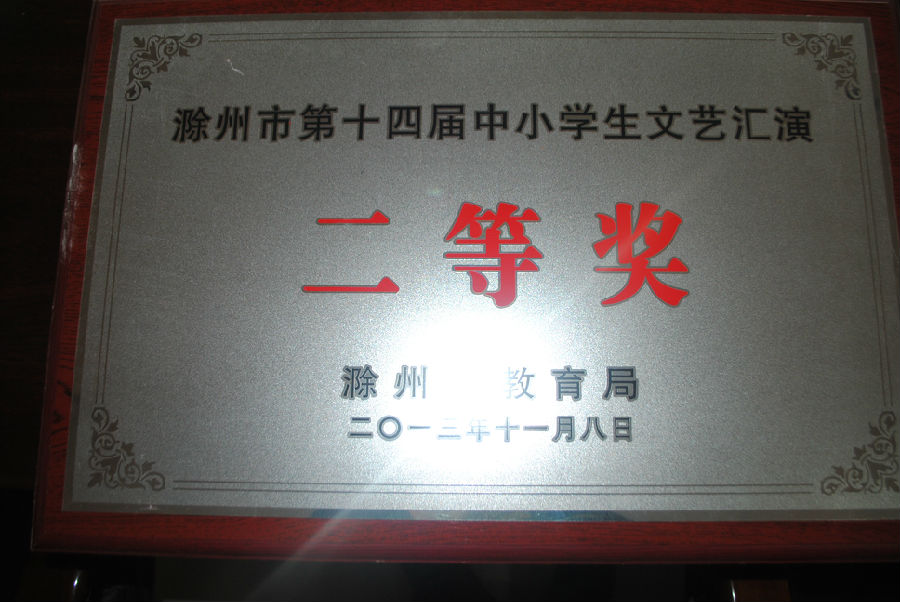 滁州市第十四届中小学生文艺汇演
二等奖
滁州 教育局
二〇一三年十一月八日